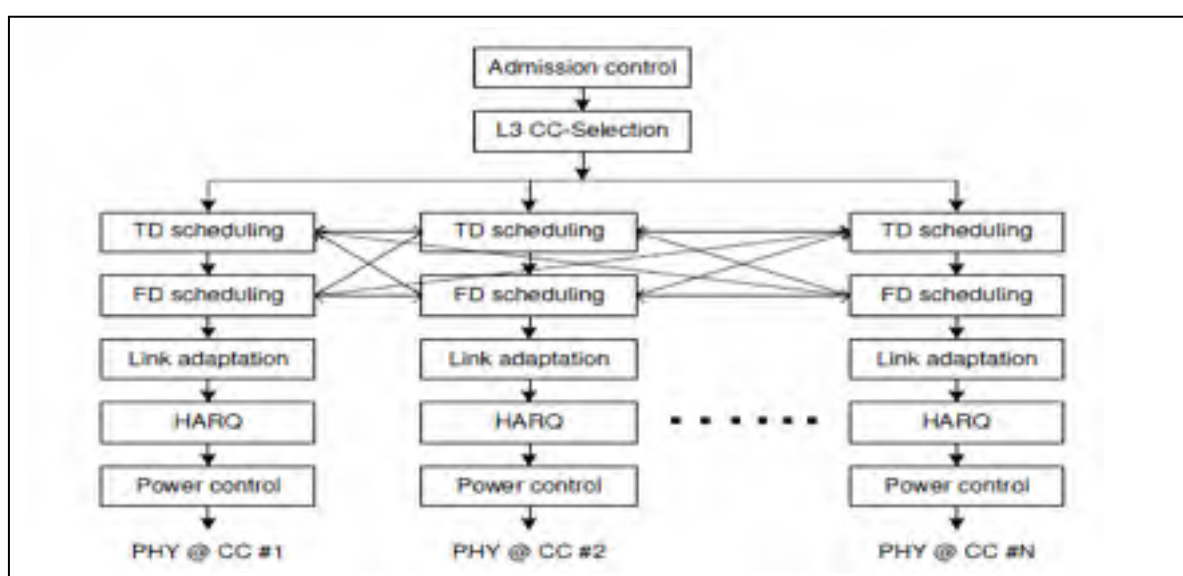 Admission control
L3 CC-Selection
TD scheduling TD scheduling TD scheduling
FD scheduling FD scheduling FD scheduling
Link adaptation Link adaptation Link adaptation
HARQ HARQ HARQ
Power control Power control Power control
PHY @ CC #1 PHY @ CC #2 PHY @ CC #N